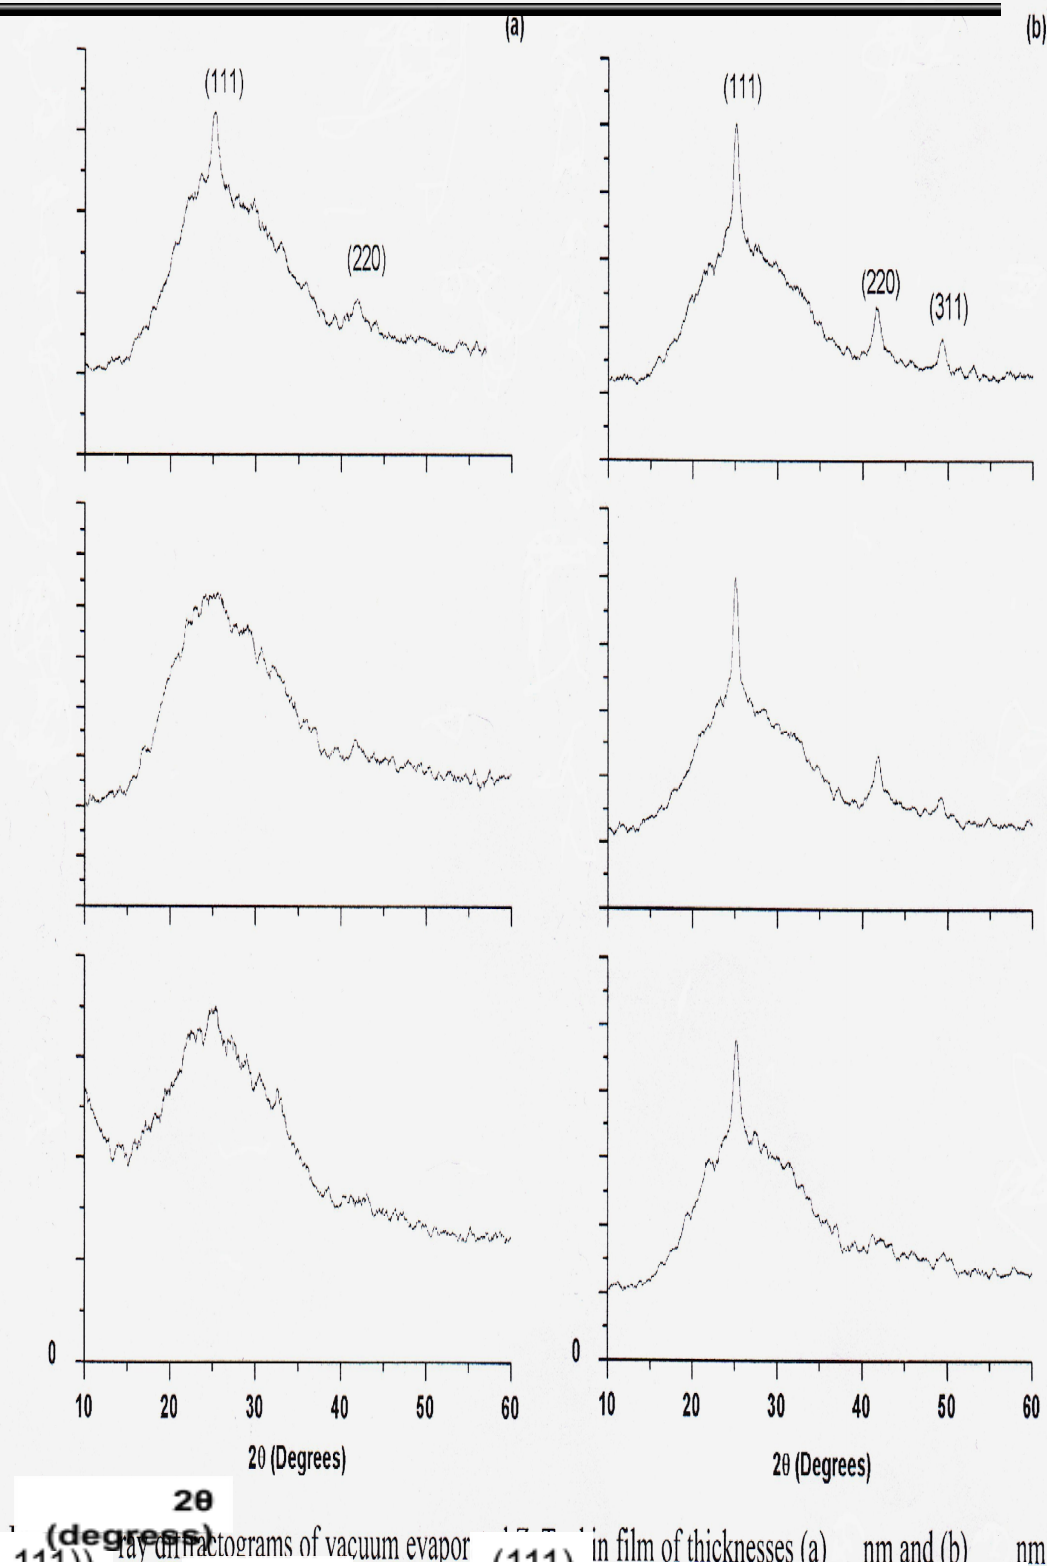 (a) (b)
(111) (111)
(220) (220) (311)
0 0
10 20 30 40 50 60 10 20 30 40 50 60
2θ (Degrees) 2θ (Degrees)
2θ
(degress)
111)) ray diffractograms of vacuum evapor (111) in film of thicknesses (a) nm and (b) nm